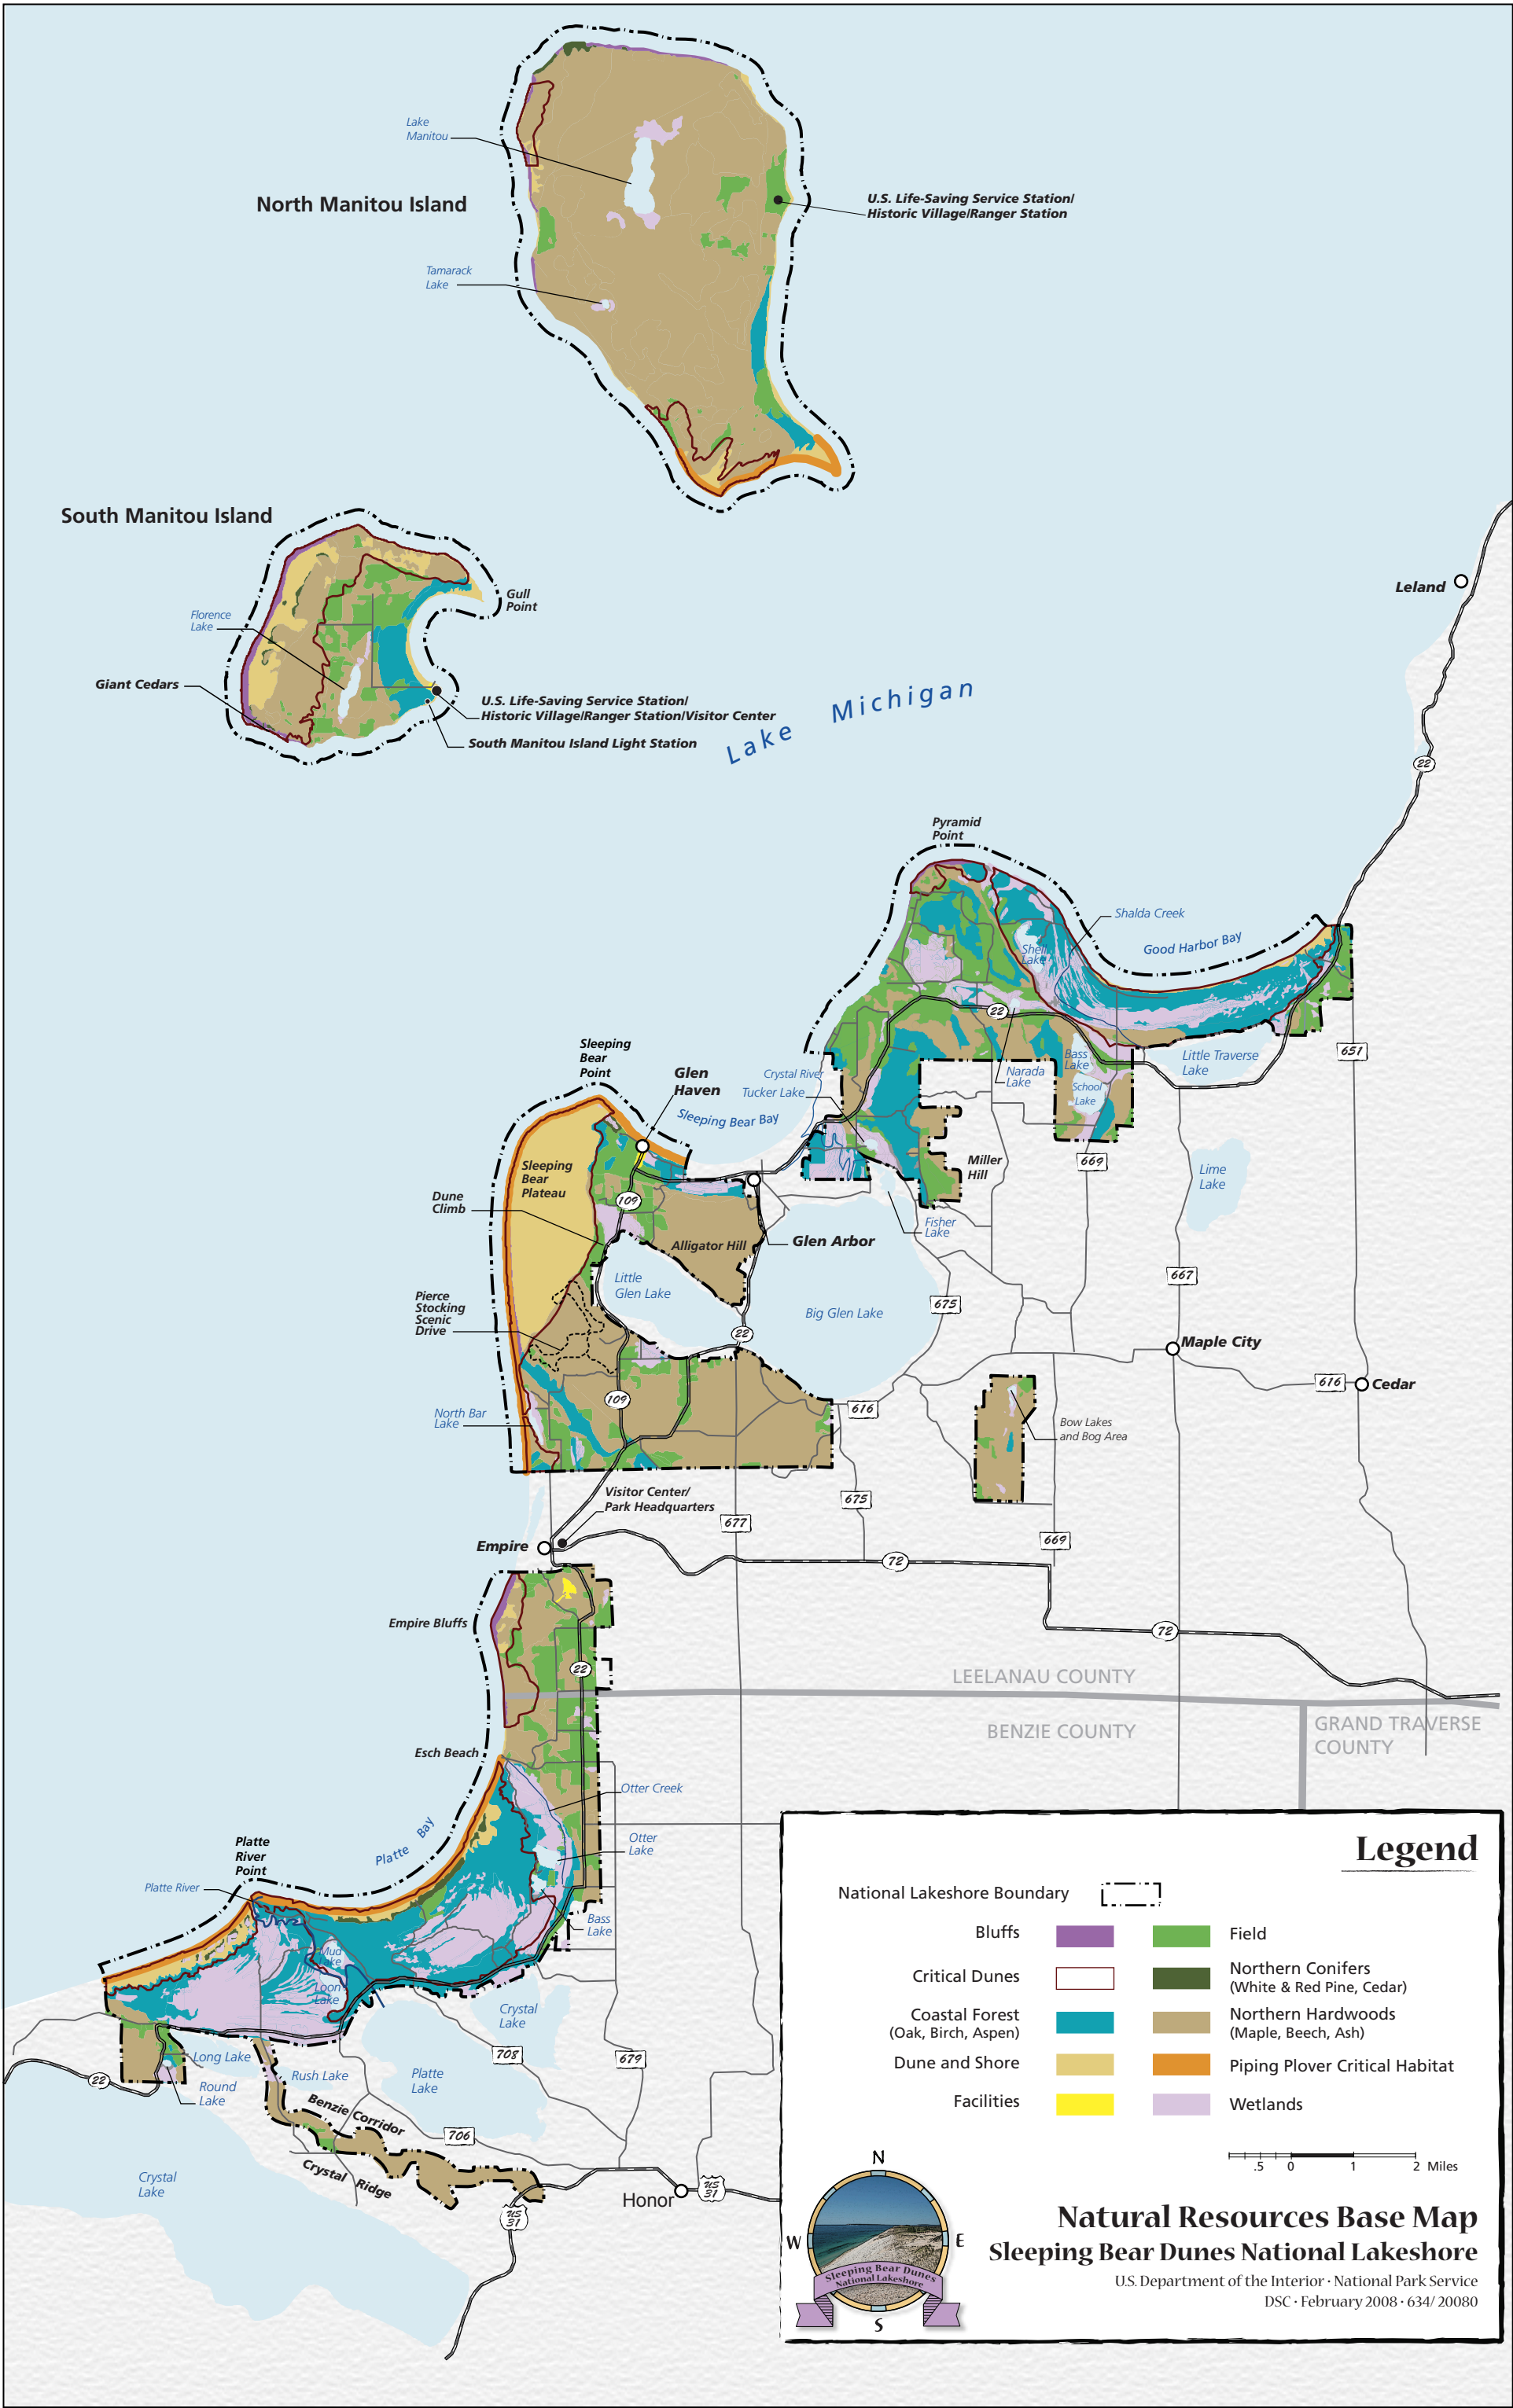 Lake
Manitou
North Manitou Island
U.S. Life-Saving Service Station/
Historic Village/Ranger Station
Tamarack
Lake
South Manitou Island
Gull
Point
Leland
Florence
Lake
Giant Cedars
U.S. Life-Saving Service Station/
Historic Village/Ranger Station/Visitor Center
South Manitou Island Light Station
Lake Michigan
22
Pyramid
Point
Shalda Creek
Good Harbor Bay
Shell
Lake
22
Sleeping
Bear
Point
Glen
Haven
Crystal River
Tucker Lake
Sleeping Bear Bay
Narada
Lake
Bass
Lake
School
Lake
Little Traverse
Lake
651
Sleeping
Bear
Plateau
Miller
Hill
669
Lime
Lake
Dune
Climb
109
Fisher
Lake
Alligator Hill
Glen Arbor
Little
Glen Lake
667
Big Glen Lake
675
Pierce
Stocking
Scenic
Drive
22
Maple City
616
Cedar
109
616
North Bar
Lake
Bow Lakes
and Bog Area
Visitor Center/
Park Headquarters
675
677
669
Empire
72
Empire Bluffs
72
22
LEELANAU COUNTY
BENZIE COUNTY
GRAND TRAVERSE
COUNTY
Esch Beach
Otter Creek
Platte Bay
Otter
Lake
Platte
River
Point
Platte River
Bass
Lake
Mud
Lake
Loon
Lake
Crystal
Lake
Long Lake
Rush Lake
Round
Lake
22
Platte
Lake
708
679
Benzie Corridor
706
Crystal Ridge
Crystal
Lake
Honor
US
31
US
31
Legend
National Lakeshore Boundary
Bluffs
Field
Critical Dunes
Northern Conifers
(White & Red Pine, Cedar)
Coastal Forest
(Oak, Birch, Aspen)
Northern Hardwoods
(Maple, Beech, Ash)
Dune and Shore
Piping Plover Critical Habitat
Facilities
Wetlands
.5 0 1 2 Miles
N
W
E
S
Sleeping Bear Dunes
National Lakeshore
Natural Resources Base Map
Sleeping Bear Dunes National Lakeshore
U.S. Department of the Interior • National Park Service
DSC • February 2008 • 634/ 20080